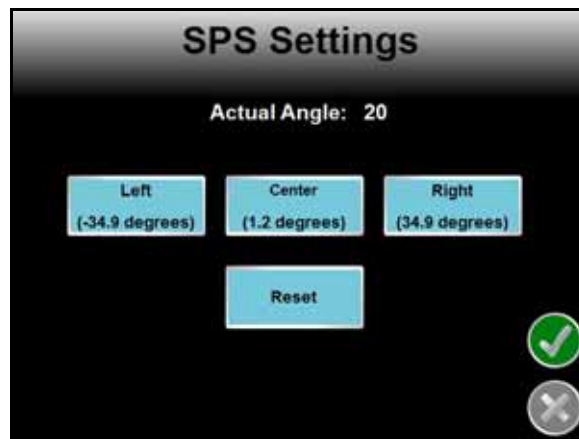 SPS Settings
Actual Angle: 20
Left
(-34.9 degrees)
Center
(1.2 degrees)
Right
(34.9 degrees)
Reset